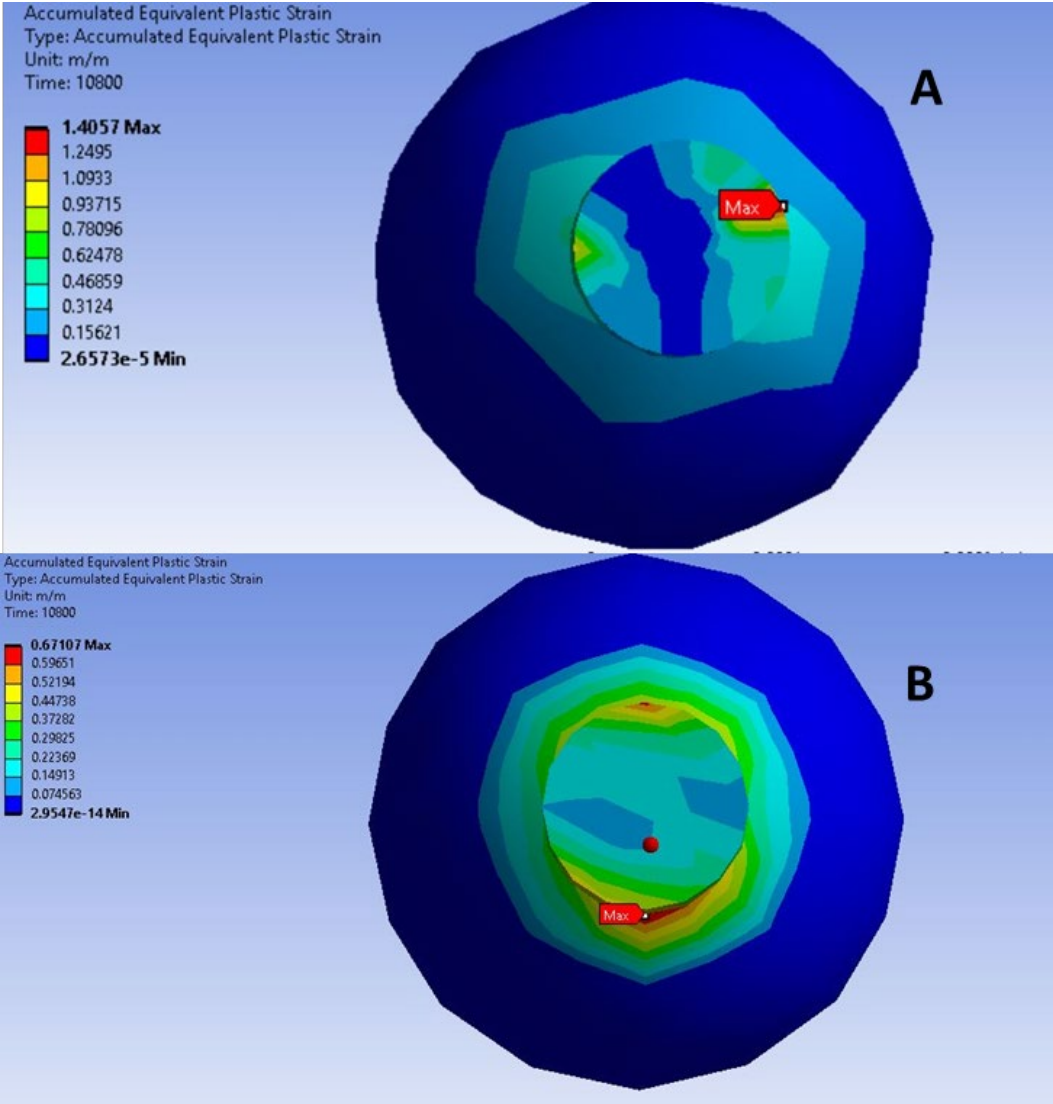 Accumulated Equivalent Plastic Strain
Type: Accumulated Equivalent Plastic Strain
Unit: m/m
Time: 10800
A
1.4057 Max
1.2495
1.0933
0.93715
0.78096
0.62478
0.46859
0.3124
0.15621
2.6573e-5 Min
Max
Accumulated Equivalent Plastic Strain
Type: Accumulated Equivalent Plastic Strain
Unit: m/m
Time: 10800
B
0.67107 Max
0.59651
0.52194
0.44738
0.37282
0.29825
0.22369
0.14913
0.074563
2.9547e-14 Min
Max